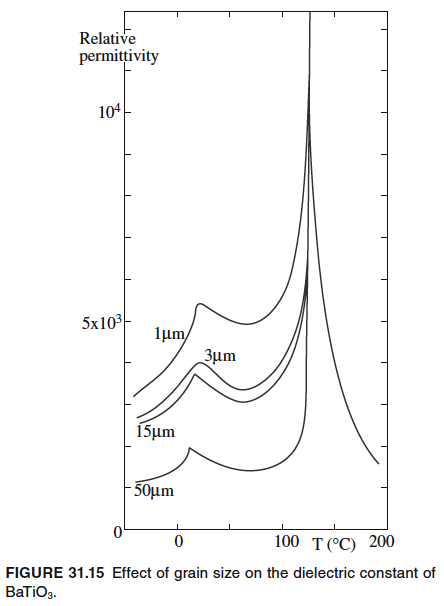 Relative
permittivity
10⁴
5x10³
1μm
3μm
15μm
50μm
0
0 100 T (°C) 200
FIGURE 31.15 Effect of grain size on the dielectric constant of
BaTiO₃.